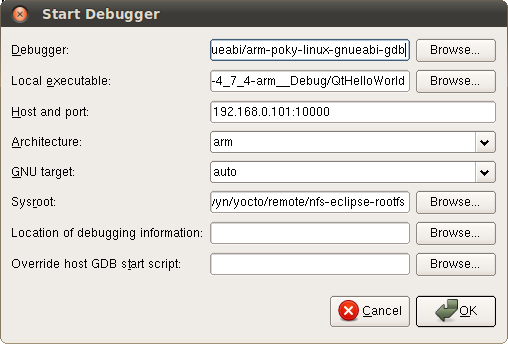 Start Debugger
Debugger: ueabi/arm-poky-linux-gnueabi-gdb Browse...
Local executable: -4_7_4-arm__Debug/QtHelloWorld Browse...
Host and port: 192.168.0.101:10000
Architecture: arm
GNU target: auto
Sysroot: yn/yocto/remote/nfs-eclipse-rootfs Browse...
Location of debugging information: Browse...
Override host GDB start script: Browse...
Cancel OK